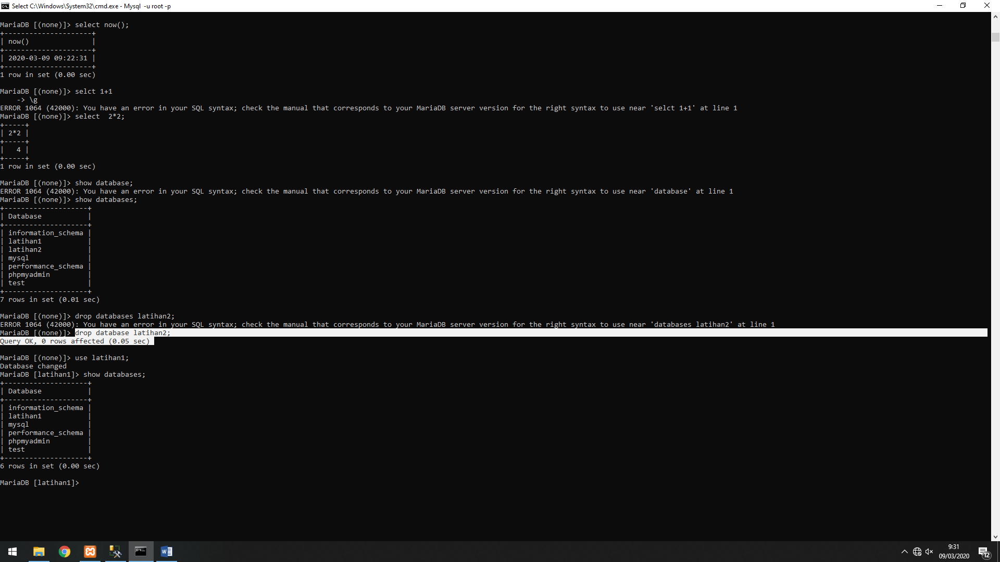 Select C:\Windows\System32\cmd.exe - Mysql  -u root -p
MariaDB [(none)]> select now();
+---------------------+
| now()               |
+---------------------+
| 2020-03-09 09:22:31 |
+---------------------+
1 row in set (0.00 sec)
MariaDB [(none)]> selct 1+1
    -> \g
ERROR 1064 (42000): You have an error in your SQL syntax; check the manual that corresponds to your MariaDB server version for the right syntax to use near 'selct 1+1' at line 1
MariaDB [(none)]> select  2*2;
+-----+
| 2*2 |
+-----+
|   4 |
+-----+
1 row in set (0.00 sec)
MariaDB [(none)]> show database;
ERROR 1064 (42000): You have an error in your SQL syntax; check the manual that corresponds to your MariaDB server version for the right syntax to use near 'database' at line 1
MariaDB [(none)]> show databases;
+--------------------+
| Database           |
+--------------------+
| information_schema |
| latihan1           |
| latihan2           |
| mysql              |
| performance_schema |
| phpmyadmin         |
| test               |
+--------------------+
7 rows in set (0.01 sec)
MariaDB [(none)]> drop databases latihan2;
ERROR 1064 (42000): You have an error in your SQL syntax; check the manual that corresponds to your MariaDB server version for the right syntax to use near 'databases latihan2' at line 1
MariaDB [(none)]> drop database latihan2;
Query OK, 0 rows affected (0.05 sec)
MariaDB [(none)]> use latihan1;
Database changed
MariaDB [latihan1]> show databases;
+--------------------+
| Database           |
+--------------------+
| information_schema |
| latihan1           |
| mysql              |
| performance_schema |
| phpmyadmin         |
| test               |
+--------------------+
6 rows in set (0.00 sec)
MariaDB [latihan1]>
9:31
09/03/2020
12